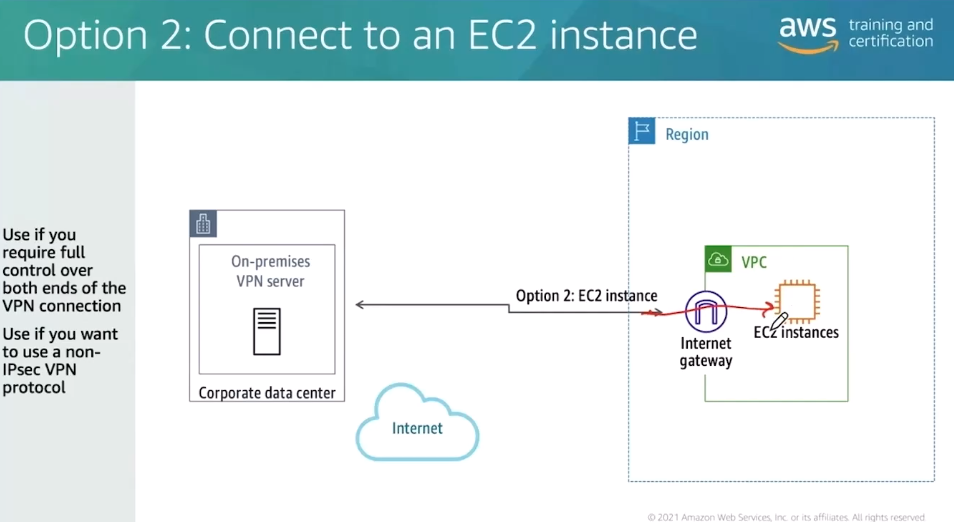 Option 2: Connect to an EC2 instance
aws training and
certification
Use if you
require full
control over
both ends of the
VPN connection
Use if you want
to use a non-
IPsec VPN
protocol
On-premises
VPN server
Corporate data center
Internet
Option 2: EC2 instance
Region
VPC
Internet
gateway
EC2 instances
© 2021 Amazon Web Services, Inc. or its affiliates. All rights reserved.